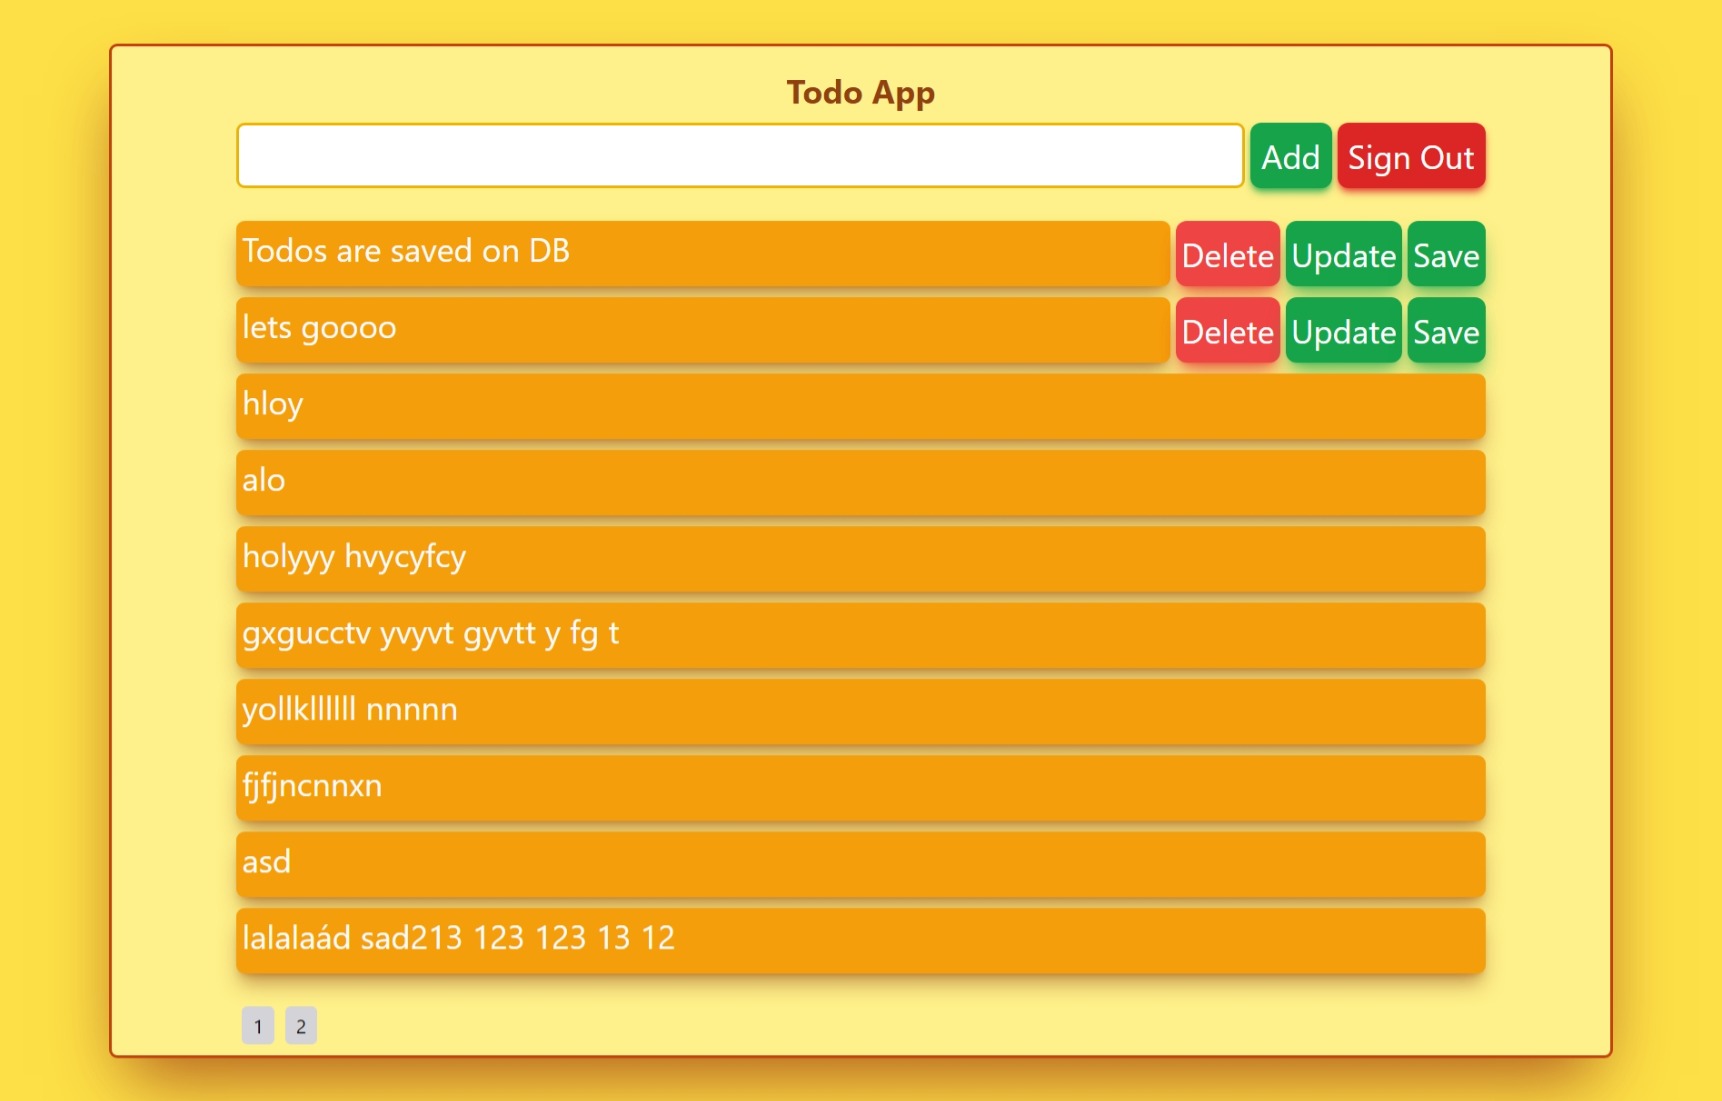 Todo App
Add Sign Out
Todos are saved on DB Delete Update Save
lets goooo Delete Update Save
hloy
alo
holyyy hvycyfcy
gxgucctv yvyvt gyvtt y fg t
yollkllllll nnnnn
fjfjncnnxn
asd
lalalaád sad213 123 123 13 12
1 2